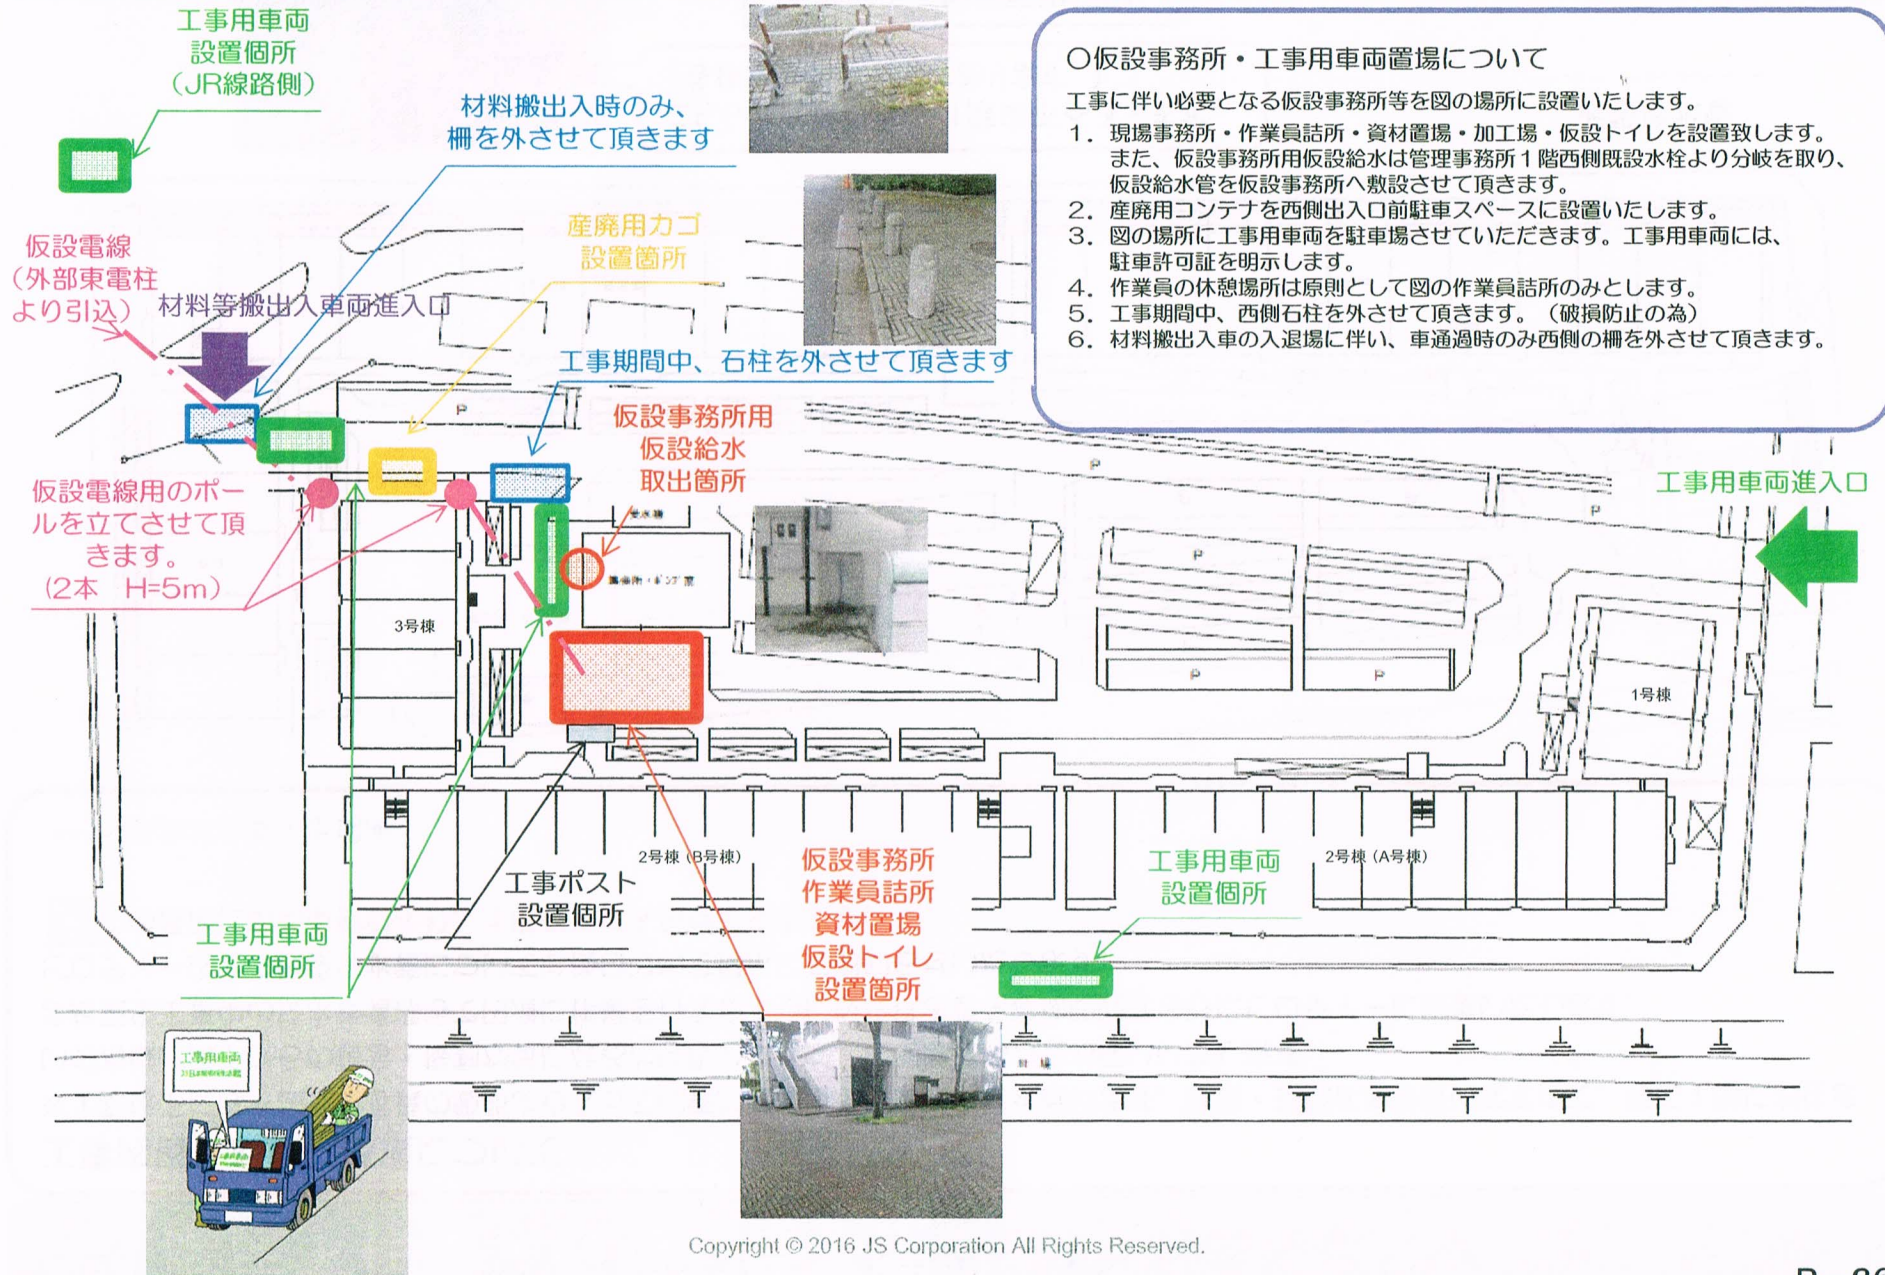 工事用車両
設置個所
（JR線路側）
材料搬出入時のみ、
柵を外させて頂きます
〇仮設事務所・工事用車両置場について
工事に伴い必要となる仮設事務所等を図の場所に設置いたします。
1．現場事務所・作業員詰所・資材置場・加工場・仮設トイレを設置致します。
また、仮設事務所用仮設給水は管理事務所１階西側既設水栓より分岐を取り、
仮設給水管を仮設事務所へ敷設させて頂きます。
2．産廃用コンテナを西側出入口前駐車スペースに設置いたします。
3．図の場所に工事用車両を駐車場させていただきます。工事用車両には、
駐車許可証を明示します。
4．作業員の休憩場所は原則として図の作業員詰所のみとします。
5．工事期間中、西側石柱を外させて頂きます。（破損防止の為）
6．材料搬出入車の入退場に伴い、車通過時のみ西側の柵を外させて頂きます。
産廃用カゴ
設置箇所
仮設電線
（外部東電柱
より引込）
材料等搬出入車両進入口
工事期間中、石柱を外させて頂きます
仮設事務所用
仮設給水
取出箇所
P
P
P
P
P
P
工事用車両進入口
仮設電線用のポー
ルを立てさせて頂
きます。
(2本　H=5m）
3号棟
1号棟
2号棟（B号棟）
2号棟（A号棟）
工事ポスト
設置個所
仮設事務所
作業員詰所
資材置場
仮設トイレ
設置箇所
工事用車両
設置個所
工事用車両
設置個所
工事用車両
Copyright © 2016 JS Corporation All Rights Reserved.